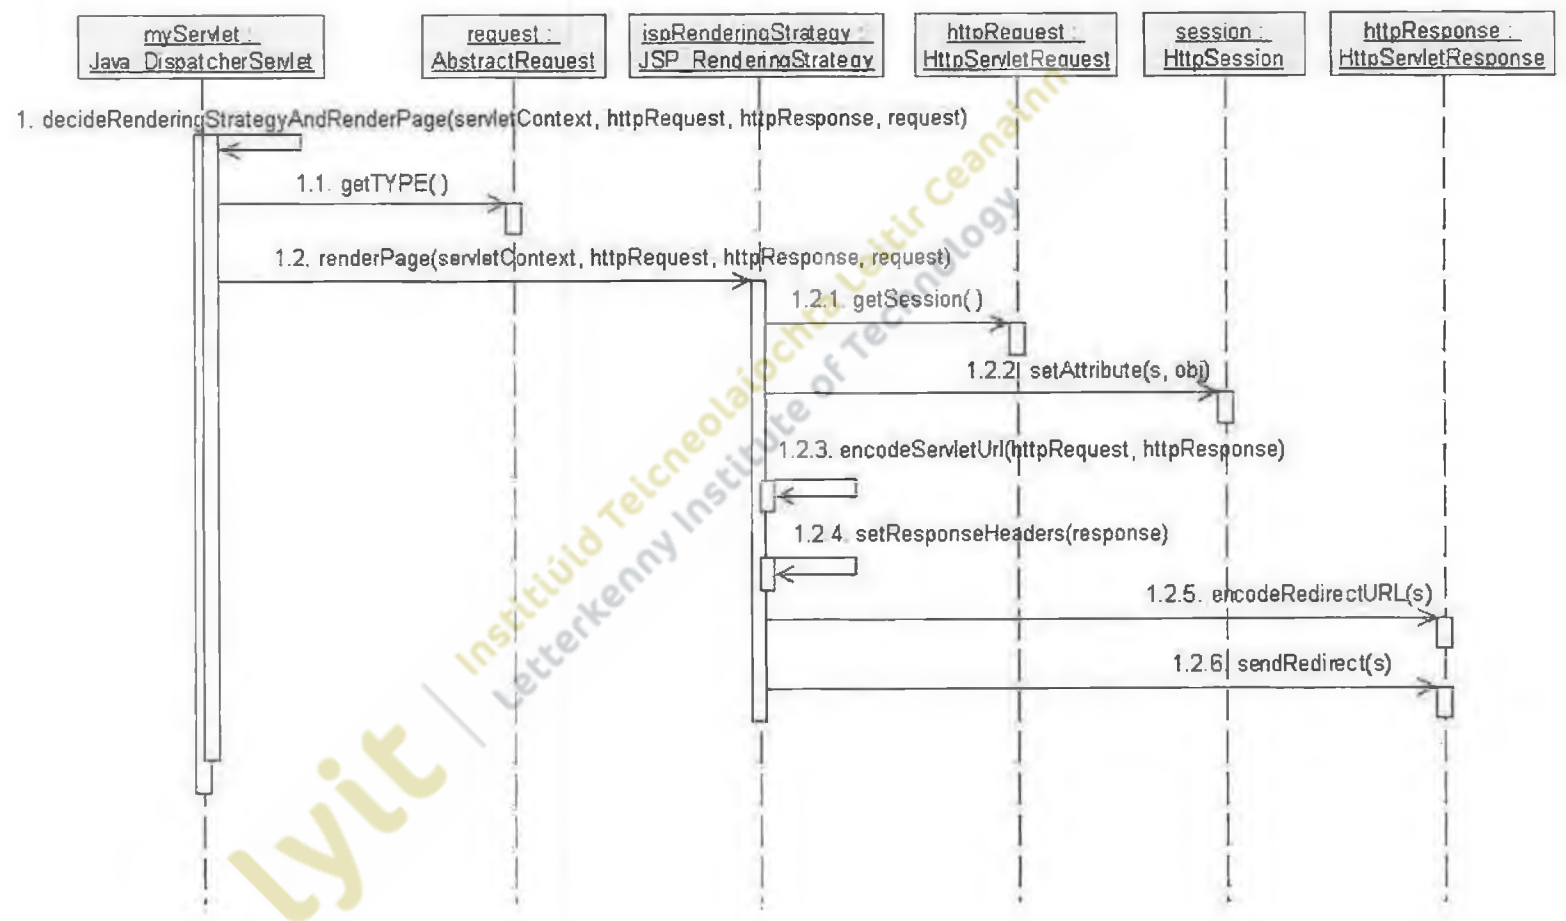 myServlet :
Java_DispatcherServlet
request :
AbstractRequest
jspRenderingStrategy :
JSP_RenderingStrategy
httpRequest :
HttpServletRequest
session :
HttpSession
httpResponse :
HttpServletResponse
1. decideRenderingStrategyAndRenderPage(servletContext, httpRequest, httpResponse, request)
1.1. getTYPE()
1.2. renderPage(servletContext, httpRequest, httpResponse, request)
1.2.1. getSession()
1.2.2. setAttribute(s, obj)
1.2.3. encodeServletUrl(httpRequest, httpResponse)
1.2.4. setResponseHeaders(response)
1.2.5. encodeRedirectURL(s)
1.2.6. sendRedirect(s)
lyit
Institiúid Teicneolaíochta Leitir Ceanainn
Letterkenny Institute of Technology